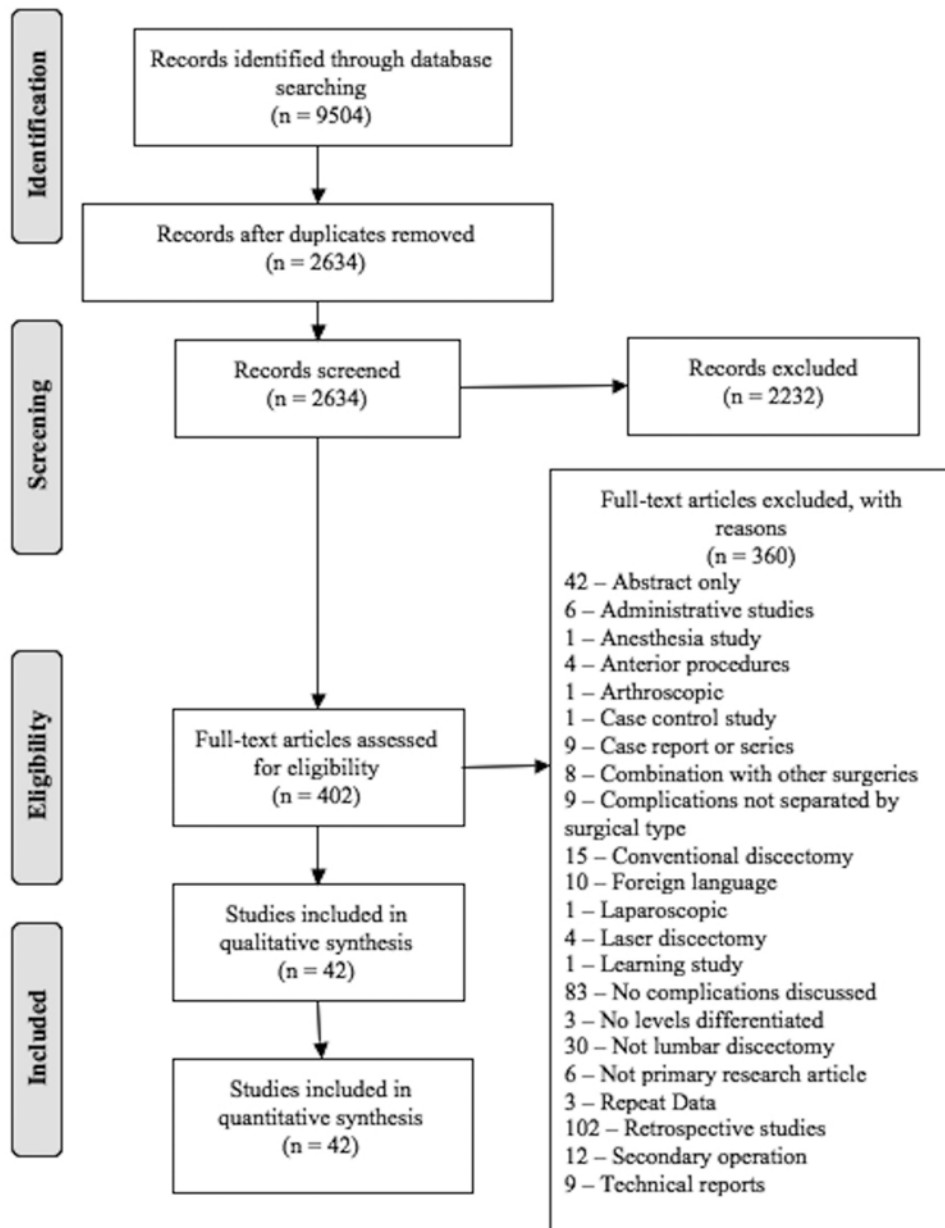 Identification
Records identified through database
searching
(n = 9504)
Records after duplicates removed
(n = 2634)
Screening
Records screened
(n = 2634)
Records excluded
(n = 2232)
Eligibility
Full-text articles assessed
for eligibility
(n = 402)
Full-text articles excluded, with
reasons
(n = 360)
42 – Abstract only
6 – Administrative studies
1 – Anesthesia study
4 – Anterior procedures
1 – Arthroscopic
1 – Case control study
9 – Case report or series
8 – Combination with other surgeries
9 – Complications not separated by
surgical type
15 – Conventional discectomy
10 – Foreign language
1 – Laparoscopic
4 – Laser discectomy
1 – Learning study
83 – No complications discussed
3 – No levels differentiated
30 – Not lumbar discectomy
6 – Not primary research article
3 – Repeat Data
102 – Retrospective studies
12 – Secondary operation
9 – Technical reports
Included
Studies included in
qualitative synthesis
(n = 42)
Studies included in
quantitative synthesis
(n = 42)